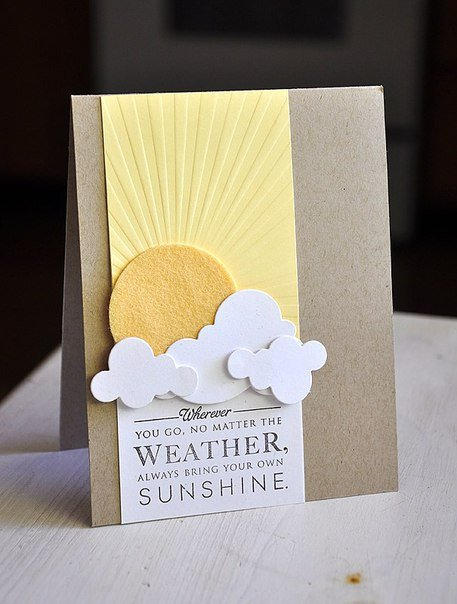 Wherever
YOU GO, NO MATTER THE
WEATHER,
ALWAYS BRING YOUR OWN
SUNSHINE.